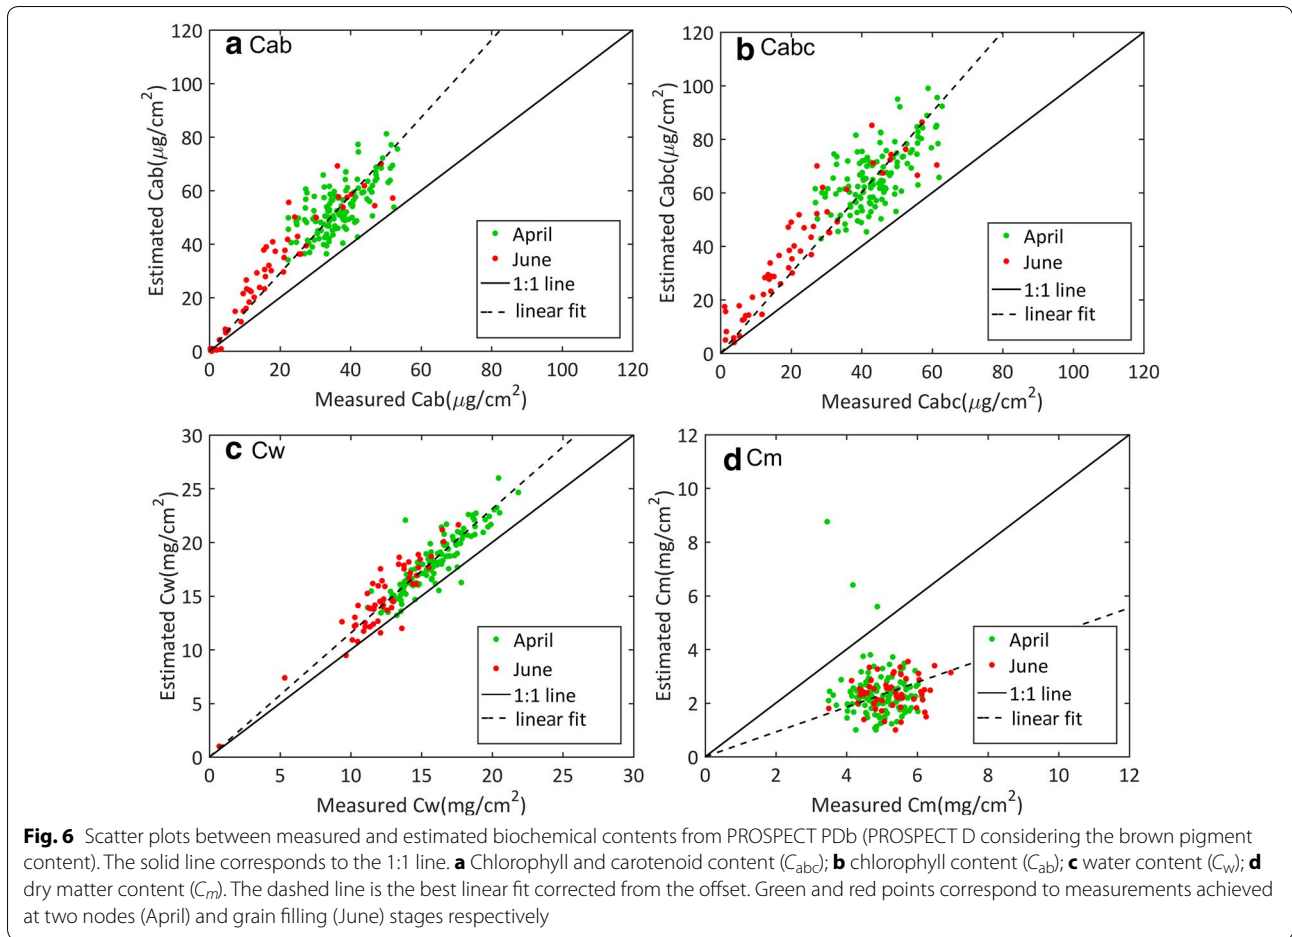 a Cab
Estimated Cab(μg/cm²)
120
100
80
60
40
20
0
April
June
1:1 line
linear fit
0 20 40 60 80 100 120
Measured Cab(μg/cm²)
b Cabc
Estimated Cabc(μg/cm²)
120
100
80
60
40
20
0
April
June
1:1 line
linear fit
0 20 40 60 80 100 120
Measured Cabc(μg/cm²)
c Cw
Estimated Cw(mg/cm²)
30
25
20
15
10
5
0
April
June
1:1 line
linear fit
0 5 10 15 20 25 30
Measured Cw(mg/cm²)
d Cm
Estimated Cm(mg/cm²)
12
10
8
6
4
2
0
April
June
1:1 line
linear fit
0 2 4 6 8 10 12
Measured Cm(mg/cm²)
Fig. 6 Scatter plots between measured and estimated biochemical contents from PROSPECT PDb (PROSPECT D considering the brown pigment
content). The solid line corresponds to the 1:1 line. a Chlorophyll and carotenoid content (Cabc); b chlorophyll content (Cab); c water content (Cw); d
dry matter content (Cm). The dashed line is the best linear fit corrected from the offset. Green and red points correspond to measurements achieved
at two nodes (April) and grain filling (June) stages respectively